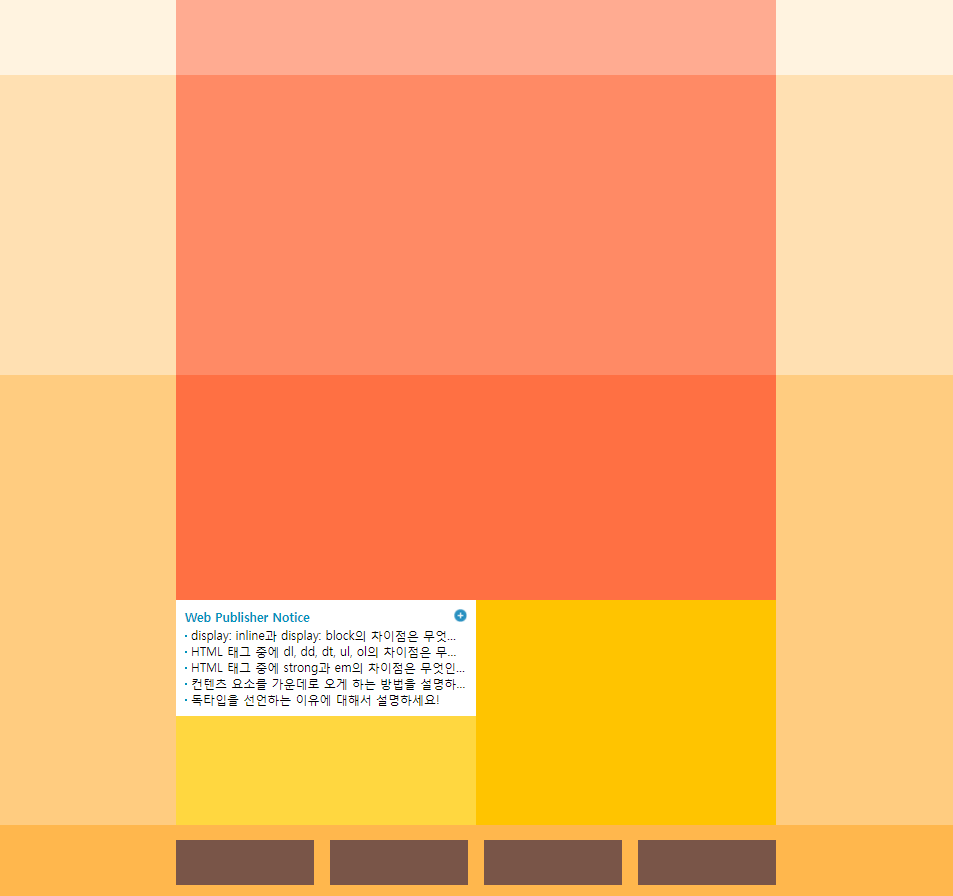 Web Publisher Notice
· display: inline과 display: block의 차이점은 무엇...
· HTML 태그 중에 dl, dd, dt, ul, ol의 차이점은 무...
· HTML 태그 중에 strong과 em의 차이점은 무엇인...
· 컨텐츠 요소를 가운데로 오게 하는 방법을 설명하...
· 독타입을 선언하는 이유에 대해서 설명하세요!